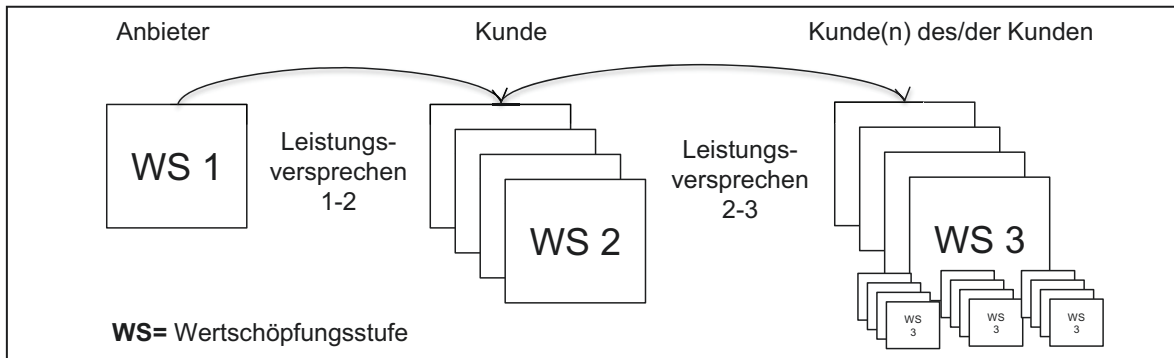 Anbieter
Kunde
Kunde(n) des/der Kunden
WS 1
Leistungs-
versprechen
1-2
WS 2
Leistungs-
versprechen
2-3
WS 3
WS
3
WS
3
WS
3
WS= Wertschöpfungsstufe